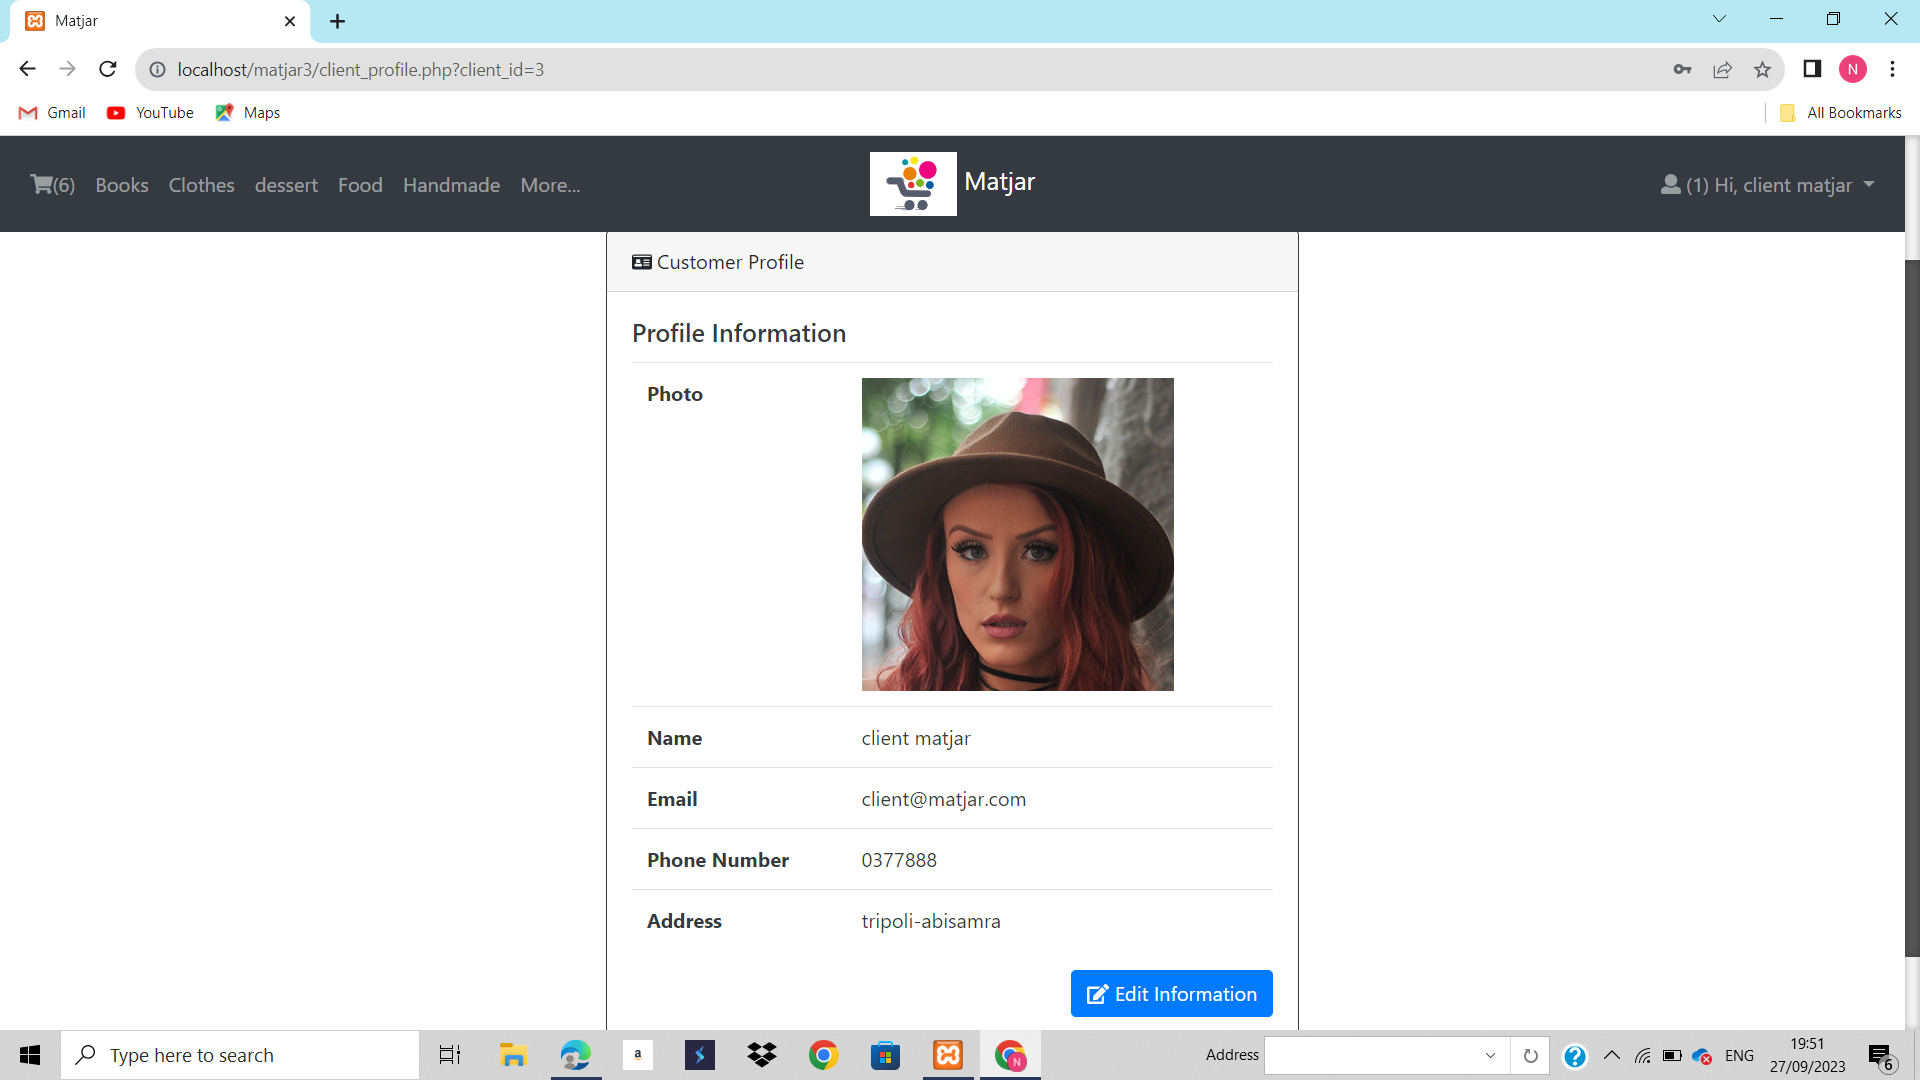 Matjar
localhost/matjar3/client_profile.php?client_id=3
N
Gmail YouTube Maps All Bookmarks
(6) Books Clothes dessert Food Handmade More... Matjar (1) Hi, client matjar
Customer Profile
Profile Information
Photo
Name client matjar
Email client@matjar.com
Phone Number 0377888
Address tripoli-abisamra
Edit Information
Type here to search a N Address ? ENG 19:51
27/09/2023 6